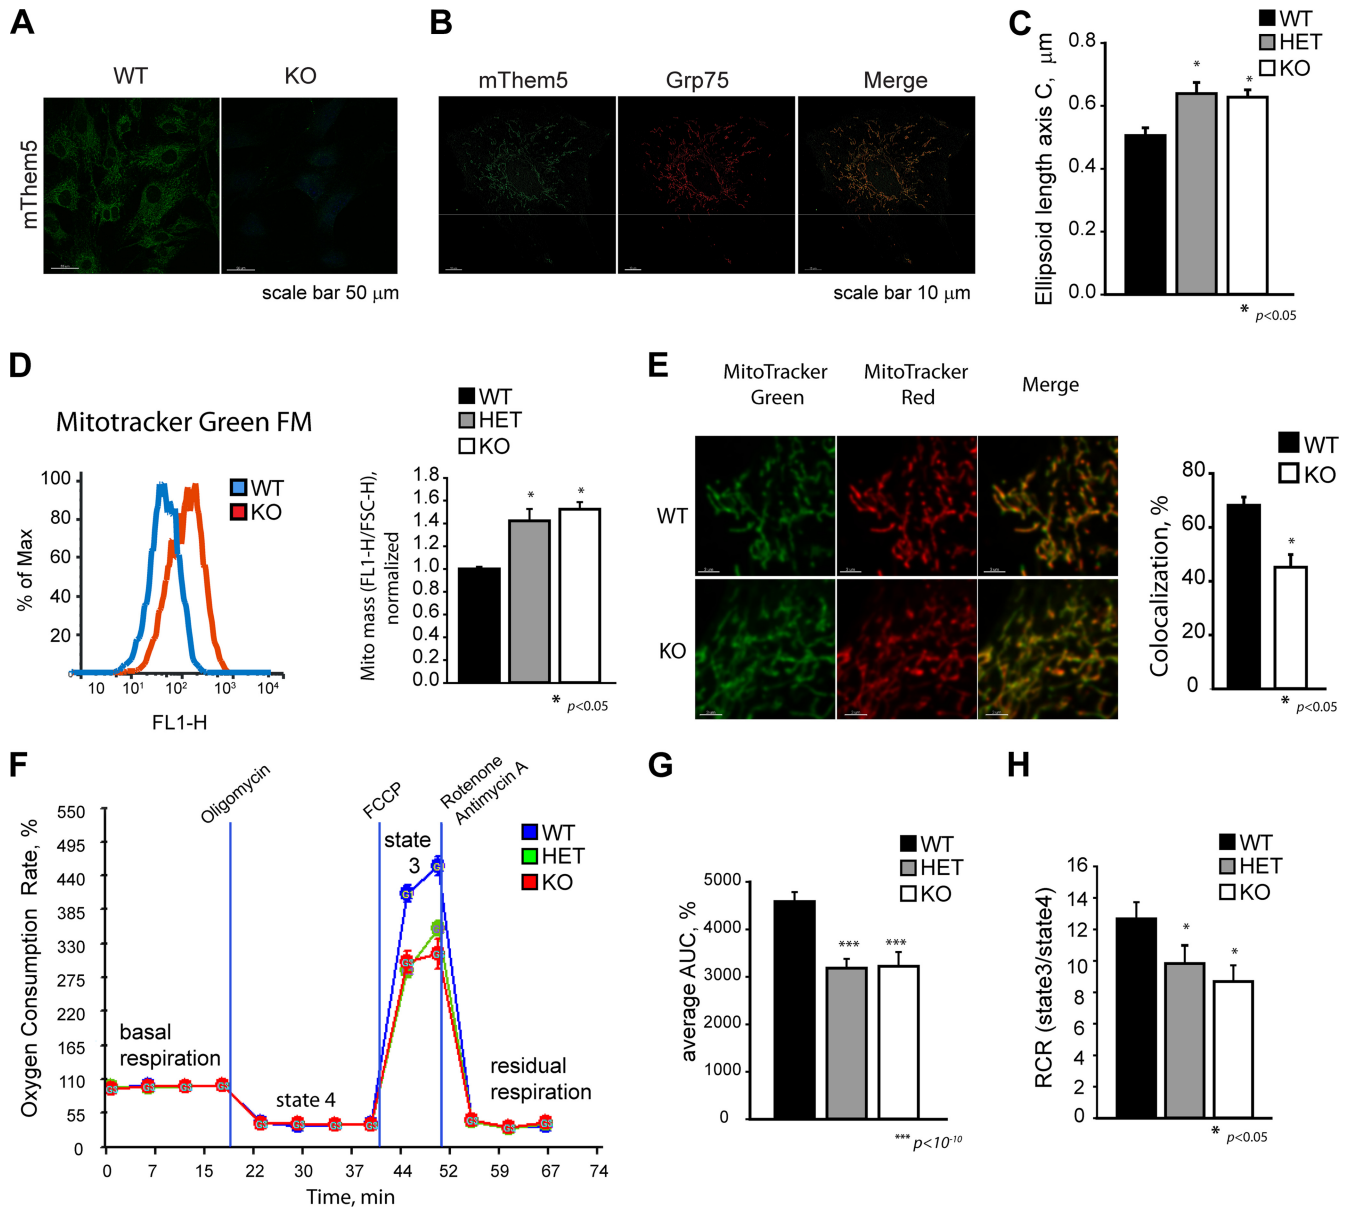 A
WT
KO
mThem5
scale bar 50 µm
B
mThem5
Grp75
Merge
scale bar 10 µm
C
WT
HET
KO
Ellipsoid length axis C, µm
0.8
0.6
0.4
0.2
0.0
*
*
* p<0.05
D
Mitotracker Green FM
WT
KO
% of Max
100
80
60
40
20
0
10
10¹
10²
10³
10⁴
FL1-H
WT
HET
KO
Mito mass (FL1-H/FSC-H),
normalized
1.8
1.6
1.4
1.2
1.0
0.8
0.6
0.4
0.2
0.0
*
*
* p<0.05
E
MitoTracker
Green
MitoTracker
Red
Merge
WT
KO
WT
KO
Colocalization, %
80
60
40
20
0
*
* p<0.05
F
Oligomycin
FCCP
Rotenone
Antimycin A
Oxygen Consumption Rate, %
550
495
440
385
330
275
220
165
110
55
0
state
3
WT
HET
KO
basal
respiration
state 4
residual
respiration
0
7
15
22
30
37
44
52
59
67
74
Time, min
G
WT
HET
KO
average AUC, %
5000
4000
3000
2000
1000
0
***
***
*** p<10⁻¹⁰
H
WT
HET
KO
RCR (state3/state4)
16
14
12
10
8
6
4
2
0
*
*
* p<0.05